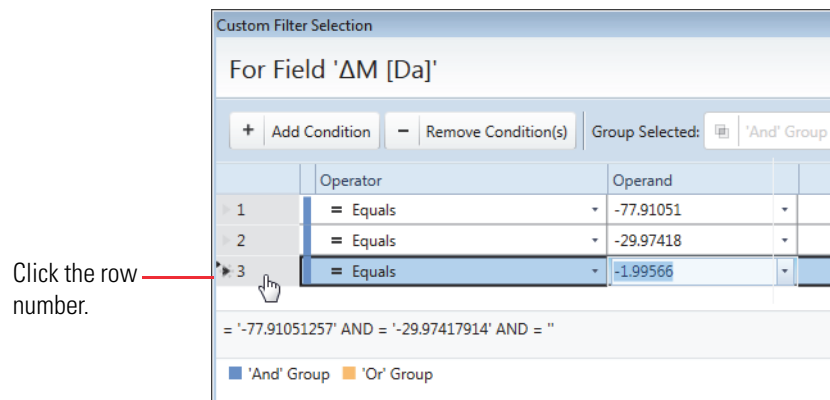 Custom Filter Selection
For Field 'ΔM [Da]'
+ Add Condition − Remove Condition(s) Group Selected: 'And' Group
Operator Operand
1 = Equals -77.91051
2 = Equals -29.97418
3 = Equals -1.99566
Click the row
number.
= '-77.91051257' AND = '-29.97417914' AND = ''
'And' Group 'Or' Group